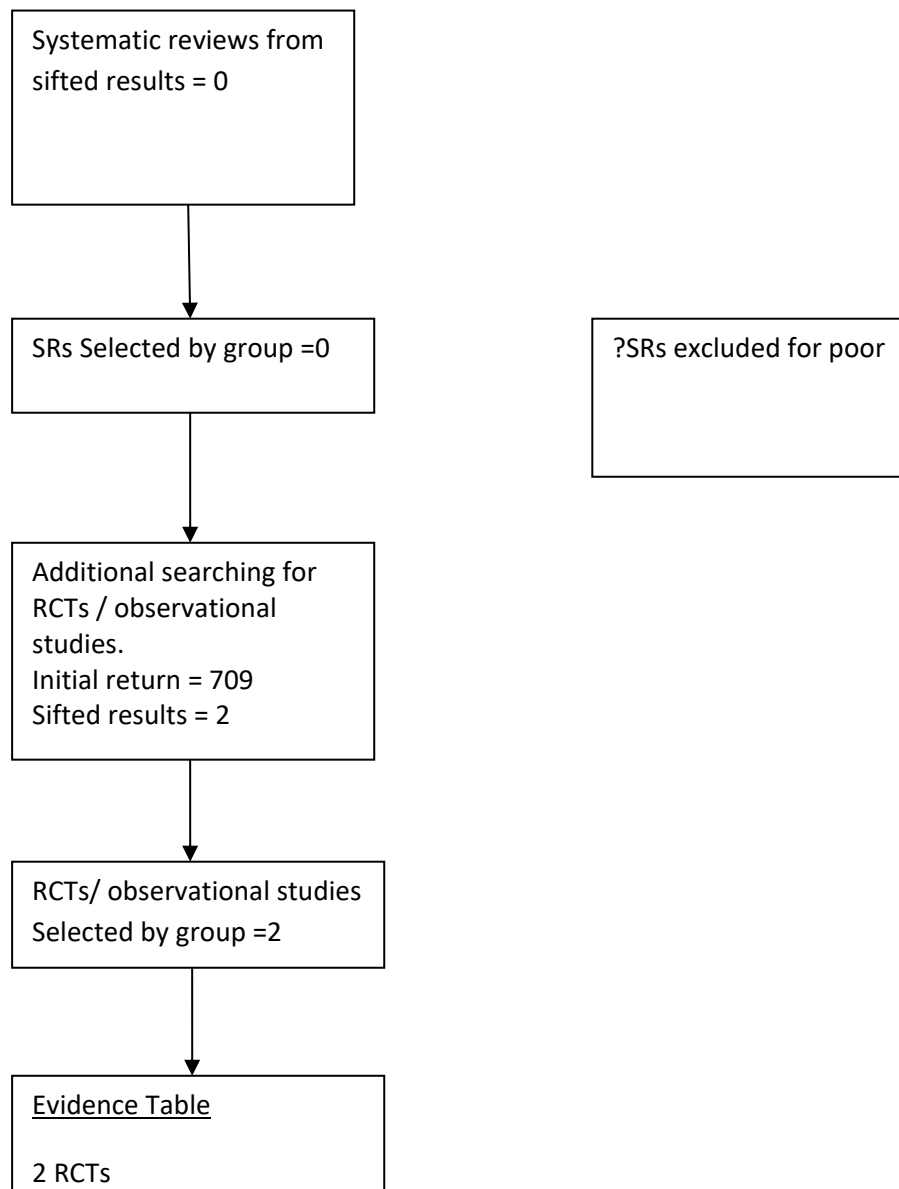 Systematic reviews from
sifted results = 0
SRs Selected by group =0
?SRs excluded for poor
Additional searching for
RCTs / observational
studies.
Initial return = 709
Sifted results = 2
RCTs/ observational studies
Selected by group =2
Evidence Table
2 RCTs